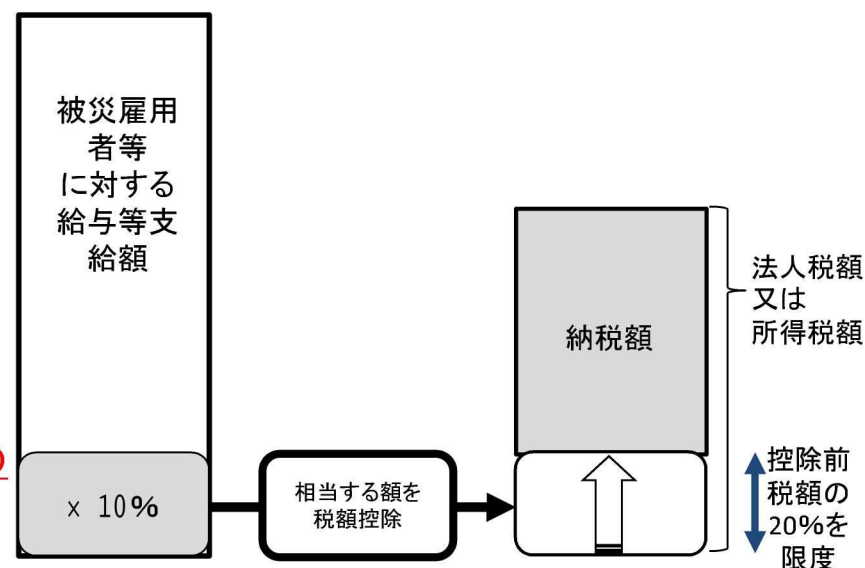 被災雇用
者等
に対する
給与等支
給額
x 10%
相当する額を
税額控除
納税額
法人税額
又は
所得税額
控除前
税額の
20%を
限度